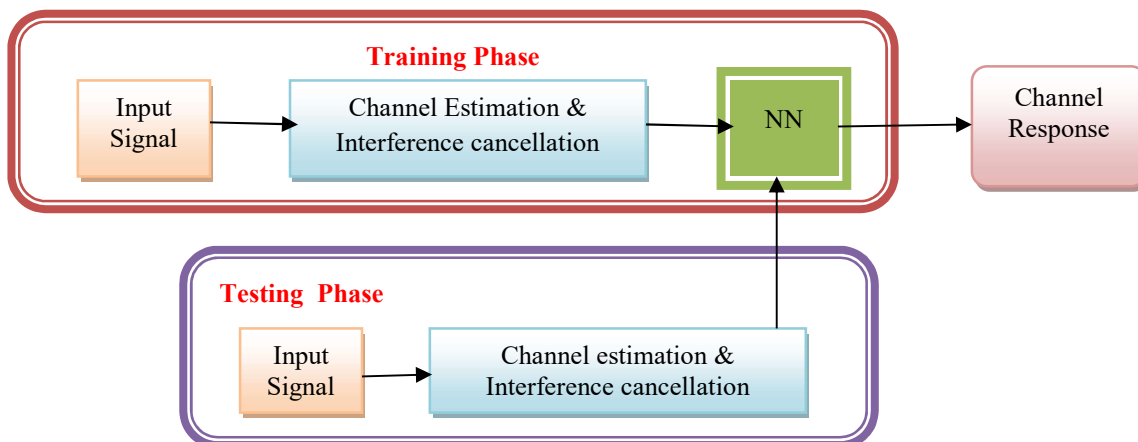 Training Phase
Input
Signal
Channel Estimation &
Interference cancellation
NN
Channel
Response
Testing Phase
Input
Signal
Channel estimation &
Interference cancellation